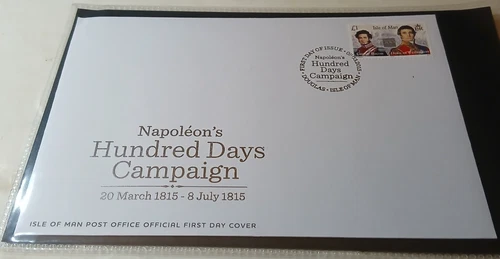 £1 Isle of Man
FIRST DAY OF ISSUE
Napoléon's
Hundred
Days
Campaign
DOUGLAS • ISLE OF MAN
Napoléon's
Hundred Days
Campaign
20 March 1815 - 8 July 1815
ISLE OF MAN POST OFFICE OFFICIAL FIRST DAY COVER